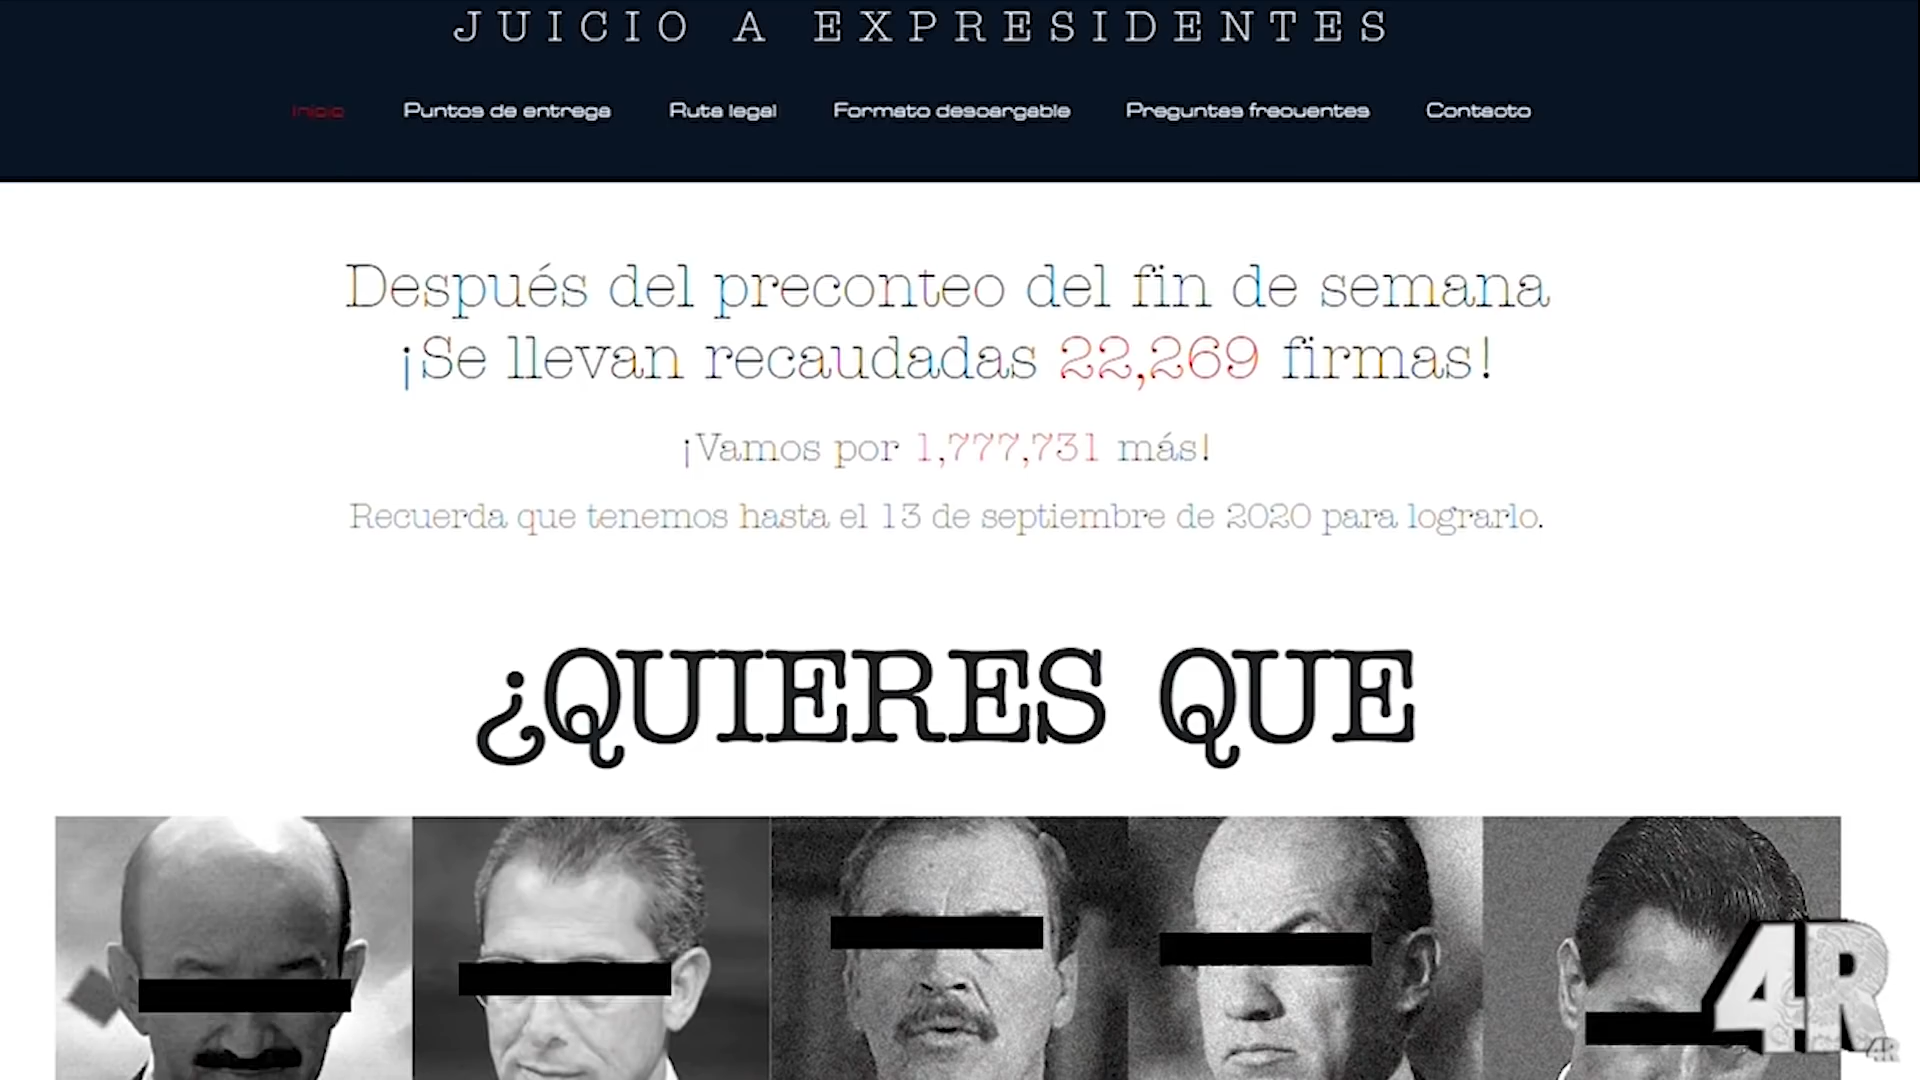 JUICIO A EXPRESIDENTES
Inicio Puntos de entrega Ruta legal Formato descargable Preguntas frecuentes Contacto
Después del preconteo del fin de semana
¡Se llevan recaudadas 22,269 firmas!
¡Vamos por 1,777,731 más!
Recuerda que tenemos hasta el 13 de septiembre de 2020 para lograrlo.
¿QUIERES QUE
4R
4R